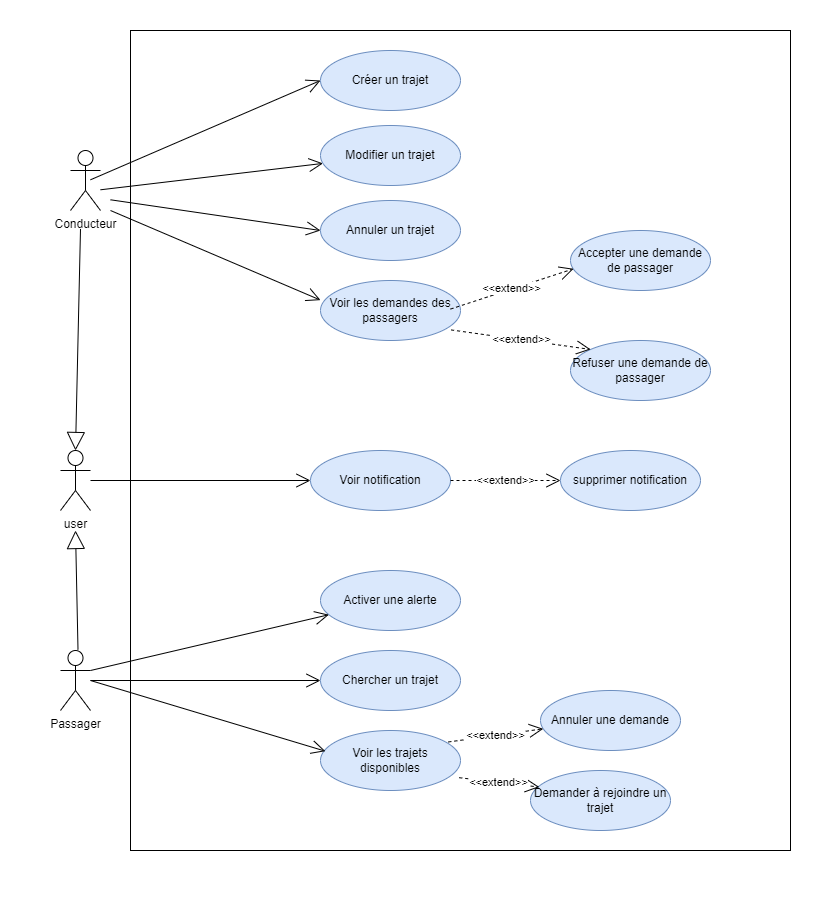 Créer un trajet
Modifier un trajet
Conducteur
Annuler un trajet
Accepter une demande
de passager
<<extend>>
Voir les demandes des
passagers
<<extend>>
Refuser une demande de
passager
Voir notification
<<extend>>
supprimer notification
user
Activer une alerte
Chercher un trajet
Passager
Annuler une demande
<<extend>>
Voir les trajets
disponibles
<<extend>>
Demander à rejoindre un
trajet